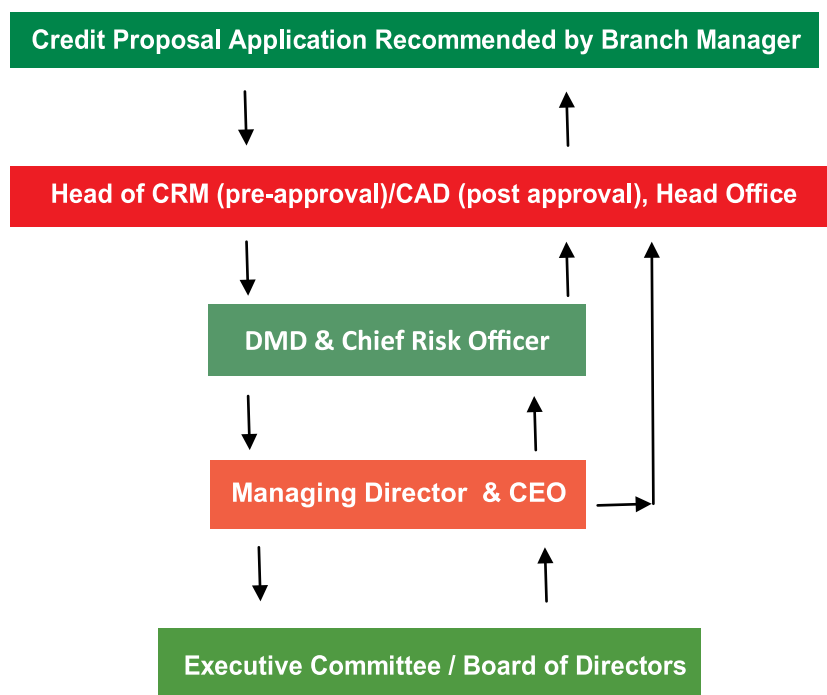 Credit Proposal Application Recommended by Branch Manager
Head of CRM (pre-approval)/CAD (post approval), Head Office
DMD & Chief Risk Officer
Managing Director & CEO
Executive Committee / Board of Directors